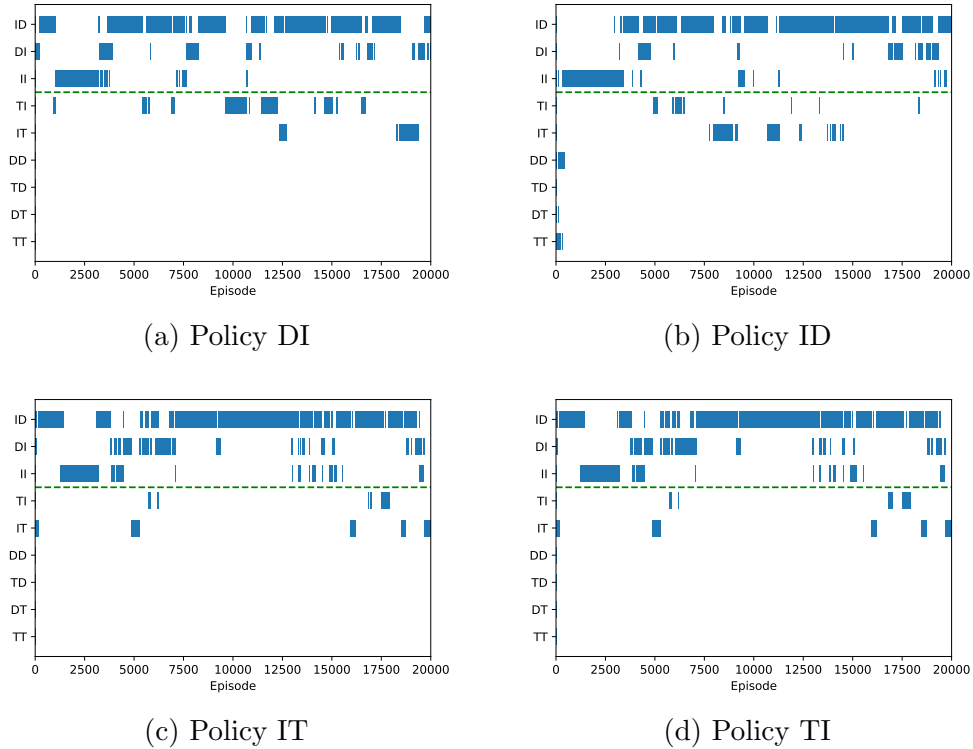 ID
DI
II
TI
IT
DD
TD
DT
TT
0 2500 5000 7500 10000 12500 15000 17500 20000
Episode
(a) Policy DI
ID
DI
II
TI
IT
DD
TD
DT
TT
0 2500 5000 7500 10000 12500 15000 17500 20000
Episode
(b) Policy ID
ID
DI
II
TI
IT
DD
TD
DT
TT
0 2500 5000 7500 10000 12500 15000 17500 20000
Episode
(c) Policy IT
ID
DI
II
TI
IT
DD
TD
DT
TT
0 2500 5000 7500 10000 12500 15000 17500 20000
Episode
(d) Policy TI